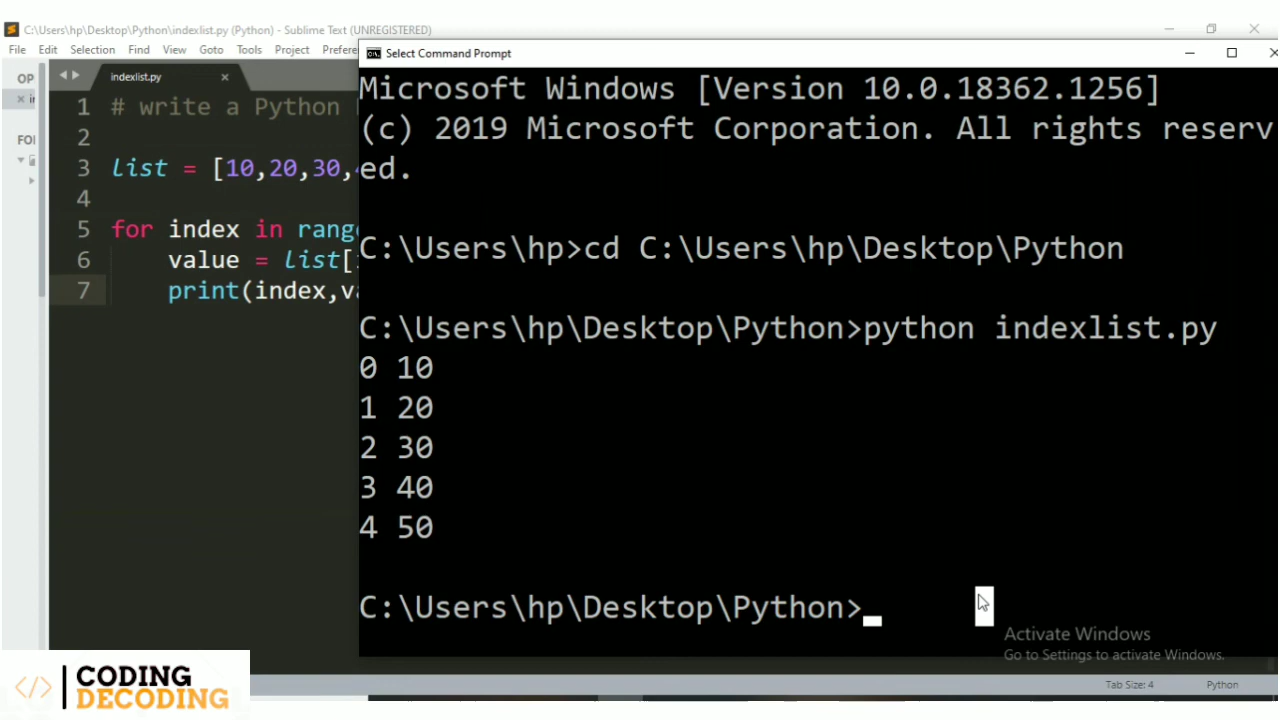 C:\Users\hp\Desktop\Python\indexlist.py (Python) - Sublime Text (UNREGISTERED)
File Edit Selection Find View Goto Tools Project Prefere
Select Command Prompt
OP
indexlist.py
FOI
1 # write a Python
2
3 list = [10,20,30,
4
5 for index in range
6 value = list[
7 print(index,va
Microsoft Windows [Version 10.0.18362.1256]
(c) 2019 Microsoft Corporation. All rights reserv
ed.
C:\Users\hp>cd C:\Users\hp\Desktop\Python
C:\Users\hp\Desktop\Python>python indexlist.py
0 10
1 20
2 30
3 40
4 50
C:\Users\hp\Desktop\Python>_
Activate Windows
Go to Settings to activate Windows.
</> | CODING
DECODING
Tab Size: 4 Python